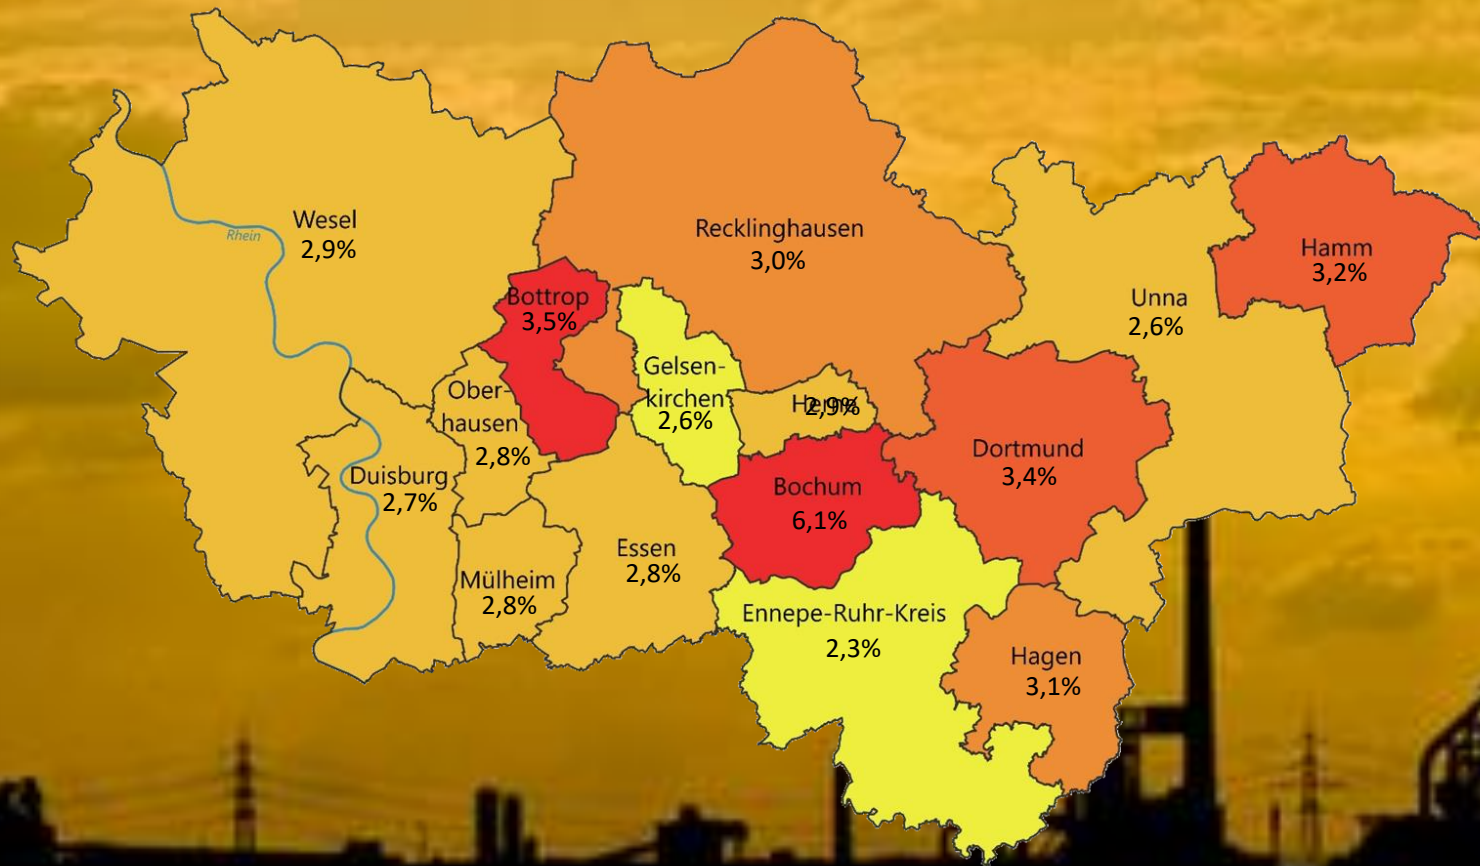 Wesel
2,9%
Rhein
Recklinghausen
3,0%
Hamm
3,2%
Bottrop
3,5%
Unna
2,6%
Gelsen-
kirchen
2,6%
Ober-
hausen
2,8%
Herne
2,9%
Duisburg
2,7%
Dortmund
3,4%
Bochum
6,1%
Essen
2,8%
Mülheim
2,8%
Ennepe-Ruhr-Kreis
2,3%
Hagen
3,1%